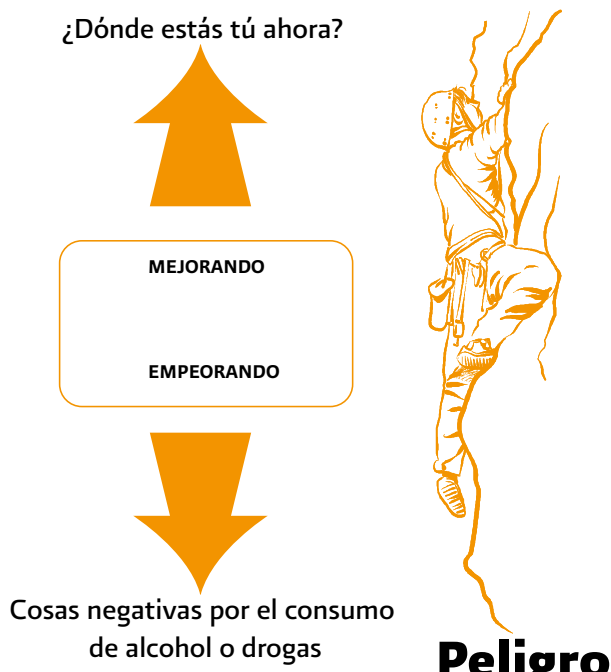 ¿Dónde estás tú ahora?
MEJORANDO
EMPEORANDO
Cosas negativas por el consumo
de alcohol o drogas
Peligro